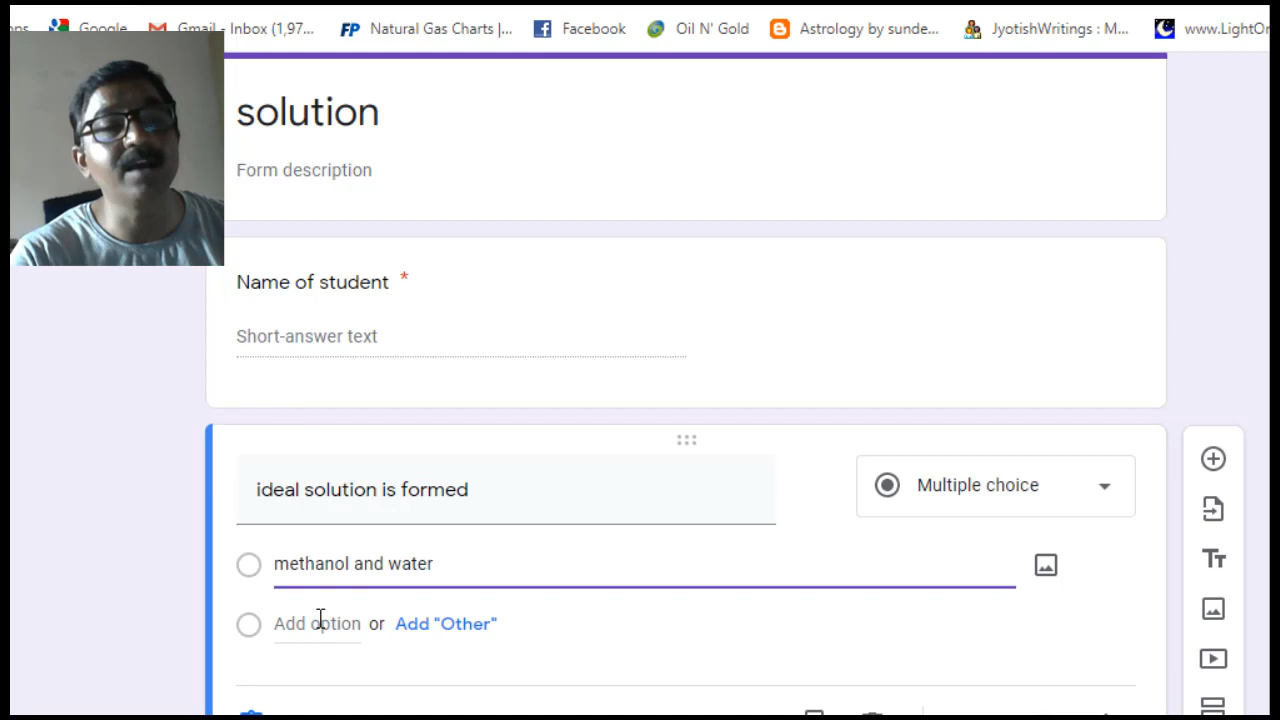 Google Gmail - Inbox (1,97... FP Natural Gas Charts |... Facebook Oil N' Gold Astrology by sunde... JyotishWritings : M... www.LightOr
solution
Form description
Name of student *
Short-answer text
ideal solution is formed
Multiple choice
methanol and water
Add option or Add "Other"